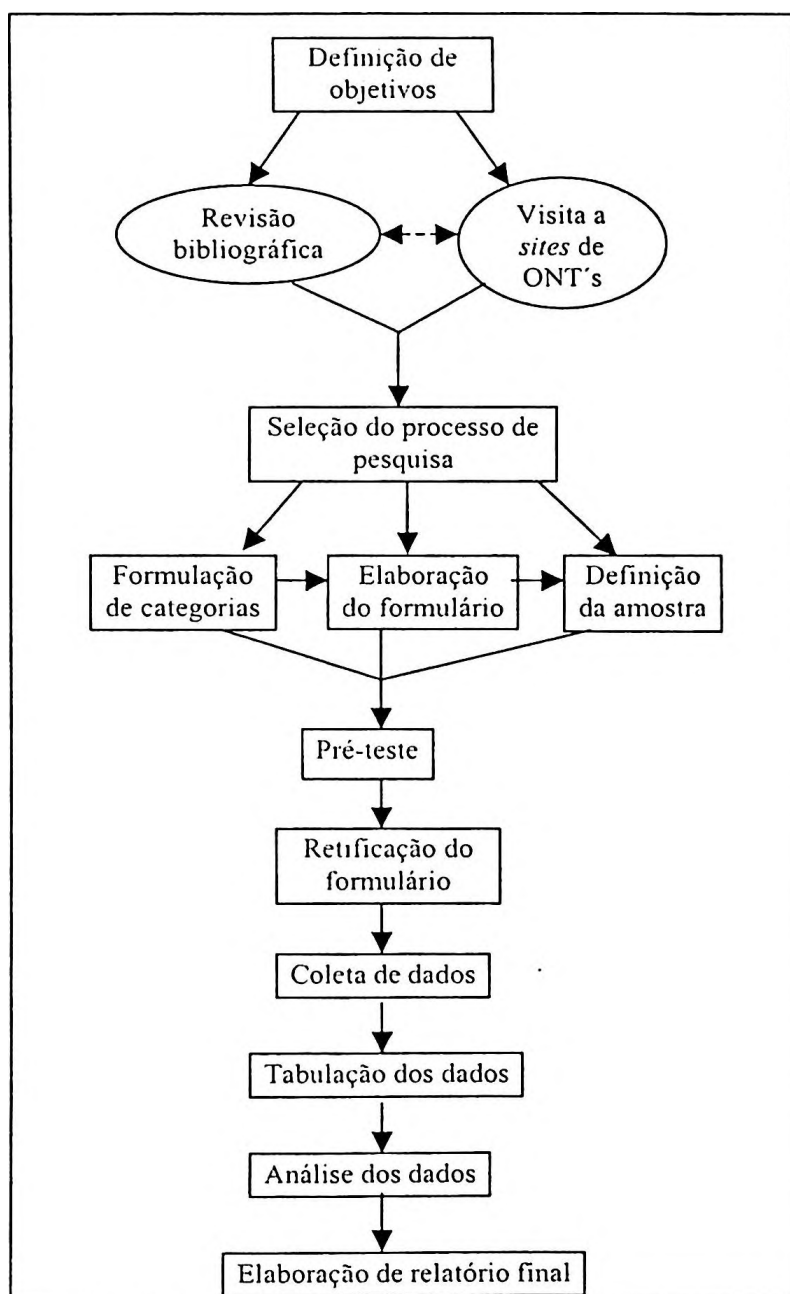 Definição de
objetivos
Revisão
bibliográfica
Visita a
sites de
ONT´s
Seleção do processo de
pesquisa
Formulação
de categorias
Elaboração
do formulário
Definição
da amostra
Pré-teste
Retificação do
formulário
Coleta de dados
Tabulação dos dados
Análise dos dados
Elaboração de relatório final